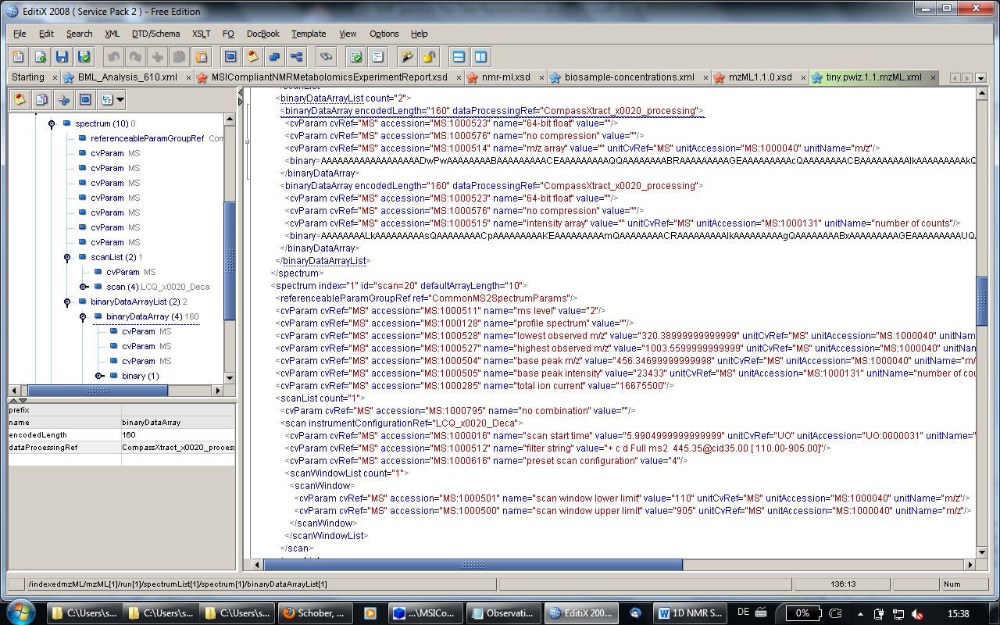 EditiX 2008 ( Service Pack 2 ) - Free Edition
File Edit Search XML DTD/Schema XSLT FO DocBook Template View Options Help
Starting × BML_Analysis_610.xml × MSICompliantNMRMetabolomicsExperimentReport.xsd × nmr-ml.xsd × biosample-concentrations.xml × mzML1.1.0.xsd × tiny.pwiz.1.1.mzML.xml ×
spectrum (10) 0
referenceableParamGroupRef Com
cvParam MS
cvParam MS
cvParam MS
cvParam MS
cvParam MS
cvParam MS
cvParam MS
scanList (2) 1
cvParam MS
scan (4) LCQ_x0020_Deca
binaryDataArrayList (2) 2
binaryDataArray (4) 160
cvParam MS
cvParam MS
cvParam MS
binary (1)
prefix
name binaryDataArray
encodedLength 160
dataProcessingRef CompassXtract_x0020_process
<binaryDataArrayList count="2">
<binaryDataArray encodedLength="160" dataProcessingRef="CompassXtract_x0020_processing">
<cvParam cvRef="MS" accession="MS:1000523" name="64-bit float" value=""/>
<cvParam cvRef="MS" accession="MS:1000576" name="no compression" value=""/>
<cvParam cvRef="MS" accession="MS:1000514" name="m/z array" value="" unitCvRef="MS" unitAccession="MS:1000040" unitName="m/z"/>
<binary>AAAAAAAAAAAAAAAAAADwPwAAAAAAAABAAAAAAAAACEAAAAAAAAAQQAAAAAAAABRAAAAAAAAAGEAAAAAAAAAcQAAAAAAAACBAAAAAAAAAIkAAAAAAAAAkQ
</binaryDataArray>
<binaryDataArray encodedLength="160" dataProcessingRef="CompassXtract_x0020_processing">
<cvParam cvRef="MS" accession="MS:1000523" name="64-bit float" value=""/>
<cvParam cvRef="MS" accession="MS:1000576" name="no compression" value=""/>
<cvParam cvRef="MS" accession="MS:1000515" name="intensity array" value="" unitCvRef="MS" unitAccession="MS:1000131" unitName="number of counts"/>
<binary>AAAAAAAALkAAAAAAAAAsQAAAAAAAACpAAAAAAAAAKEAAAAAAAAAmQAAAAAAAACRAAAAAAAAAIkAAAAAAAAAgQAAAAAAAABxAAAAAAAAAGEAAAAAAAAAUQ
</binaryDataArray>
</binaryDataArrayList>
</spectrum>
<spectrum index="1" id="scan=20" defaultArrayLength="10">
<referenceableParamGroupRef ref="CommonMS2SpectrumParams"/>
<cvParam cvRef="MS" accession="MS:1000511" name="ms level" value="2"/>
<cvParam cvRef="MS" accession="MS:1000128" name="profile spectrum" value=""/>
<cvParam cvRef="MS" accession="MS:1000528" name="lowest observed m/z" value="320.38999999999999" unitCvRef="MS" unitAccession="MS:1000040" unitName
<cvParam cvRef="MS" accession="MS:1000527" name="highest observed m/z" value="1003.5599999999999" unitCvRef="MS" unitAccession="MS:1000040" unitNam
<cvParam cvRef="MS" accession="MS:1000504" name="base peak m/z" value="456.34699999999998" unitCvRef="MS" unitAccession="MS:1000040" unitName="m/
<cvParam cvRef="MS" accession="MS:1000505" name="base peak intensity" value="23433" unitCvRef="MS" unitAccession="MS:1000131" unitName="number of cou
<cvParam cvRef="MS" accession="MS:1000285" name="total ion current" value="16675500"/>
<scanList count="1">
<cvParam cvRef="MS" accession="MS:1000795" name="no combination" value=""/>
<scan instrumentConfigurationRef="LCQ_x0020_Deca">
<cvParam cvRef="MS" accession="MS:1000016" name="scan start time" value="5.9904999999999999" unitCvRef="UO" unitAccession="UO:0000031" unitName="
<cvParam cvRef="MS" accession="MS:1000512" name="filter string" value="+ c d Full ms2  445.35@cid35.00 [ 110.00-905.00]"/>
<cvParam cvRef="MS" accession="MS:1000616" name="preset scan configuration" value="4"/>
<scanWindowList count="1">
<scanWindow>
<cvParam cvRef="MS" accession="MS:1000501" name="scan window lower limit" value="110" unitCvRef="MS" unitAccession="MS:1000040" unitName="m/z"/>
<cvParam cvRef="MS" accession="MS:1000500" name="scan window upper limit" value="905" unitCvRef="MS" unitAccession="MS:1000040" unitName="m/z"/>
</scanWindow>
</scanWindowList>
</scan>
/indexedmzML/mzML[1]/run[1]/spectrumList[1]/spectrum[1]/binaryDataArrayList[1] 136:13 Num
C:\Users\s... C:\Users\s... C:\Users\s... Schober, ... ...\MSICo... Observati... EditiX 200... 1D NMR S... DE 0% 15:38